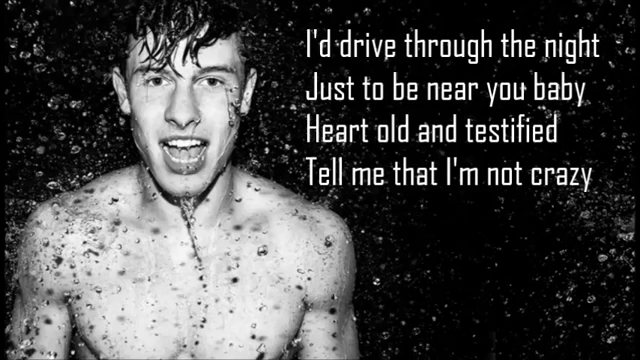 I'd drive through the night
Just to be near you baby
Heart old and testified
Tell me that I'm not crazy